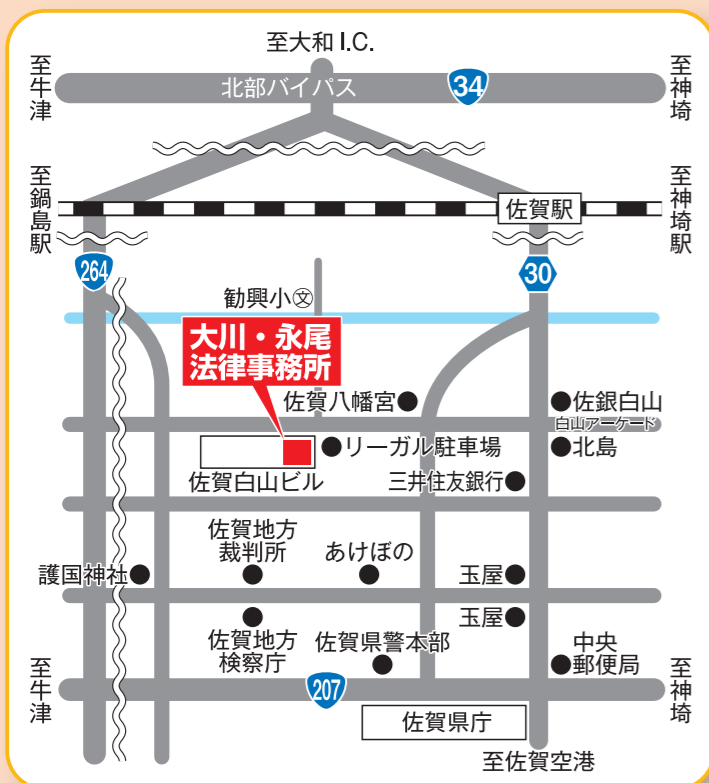 至大和 I.C.
至牛津
北部バイパス
34
至神埼
至鍋島駅
佐賀駅
至神埼駅
264
30
勧興小文
大川・永尾
法律事務所
佐賀八幡宮
佐銀白山
白山アーケード
リーガル駐車場
北島
佐賀白山ビル
三井住友銀行
佐賀地方
裁判所
あけぼの
護国神社
玉屋
玉屋
佐賀地方
検察庁
佐賀県警本部
中央
郵便局
至牛津
207
至神埼
佐賀県庁
至佐賀空港